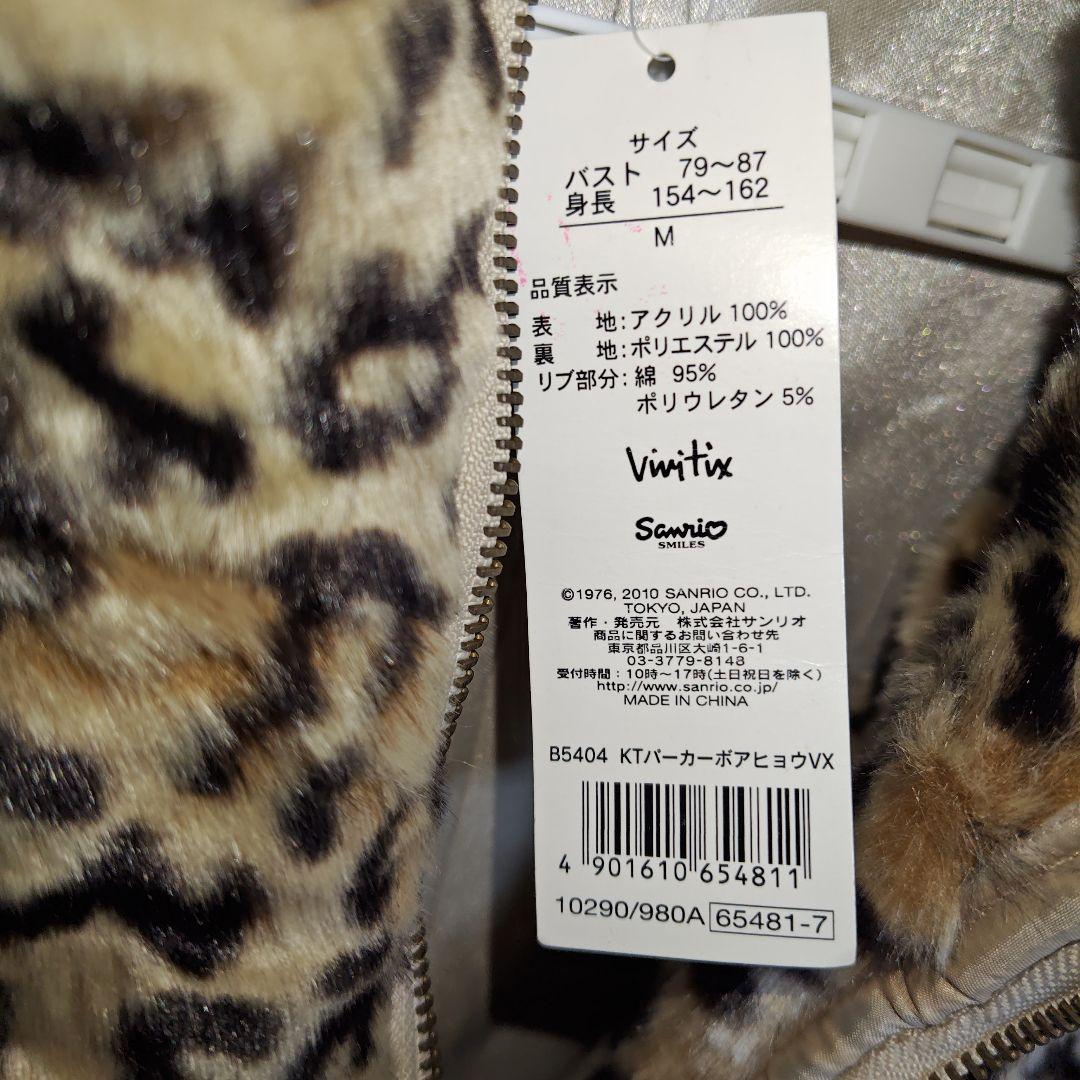 サイズ
バスト 79～87
身長 154～162
M
品質表示
表 地:アクリル 100%
裏 地:ポリエステル 100%
リブ部分:綿 95%
ポリウレタン 5%
Vivitix
Sanrio
SMILES
©1976, 2010 SANRIO CO., LTD.
TOKYO, JAPAN
著作・発売元 株式会社サンリオ
商品に関するお問い合わせ先
東京都品川区大崎1-6-1
03-3779-8148
受付時間：10時～17時(土日祝日を除く)
http://www.sanrio.co.jp/
MADE IN CHINA
B5404 KTパーカーボアヒョウVX
4 901610 654811
10290/980A 65481-7